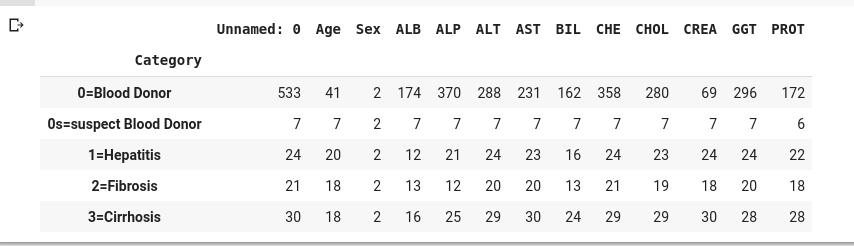 Unnamed: 0 Age Sex ALB ALP ALT AST BIL CHE CHOL CREA GGT PROT
Category
0=Blood Donor 533 41 2 174 370 288 231 162 358 280 69 296 172
0s=suspect Blood Donor 7 7 2 7 7 7 7 7 7 7 7 7 6
1=Hepatitis 24 20 2 12 21 24 23 16 24 23 24 24 22
2=Fibrosis 21 18 2 13 12 20 20 13 21 19 18 20 18
3=Cirrhosis 30 18 2 16 25 29 30 24 29 29 30 28 28